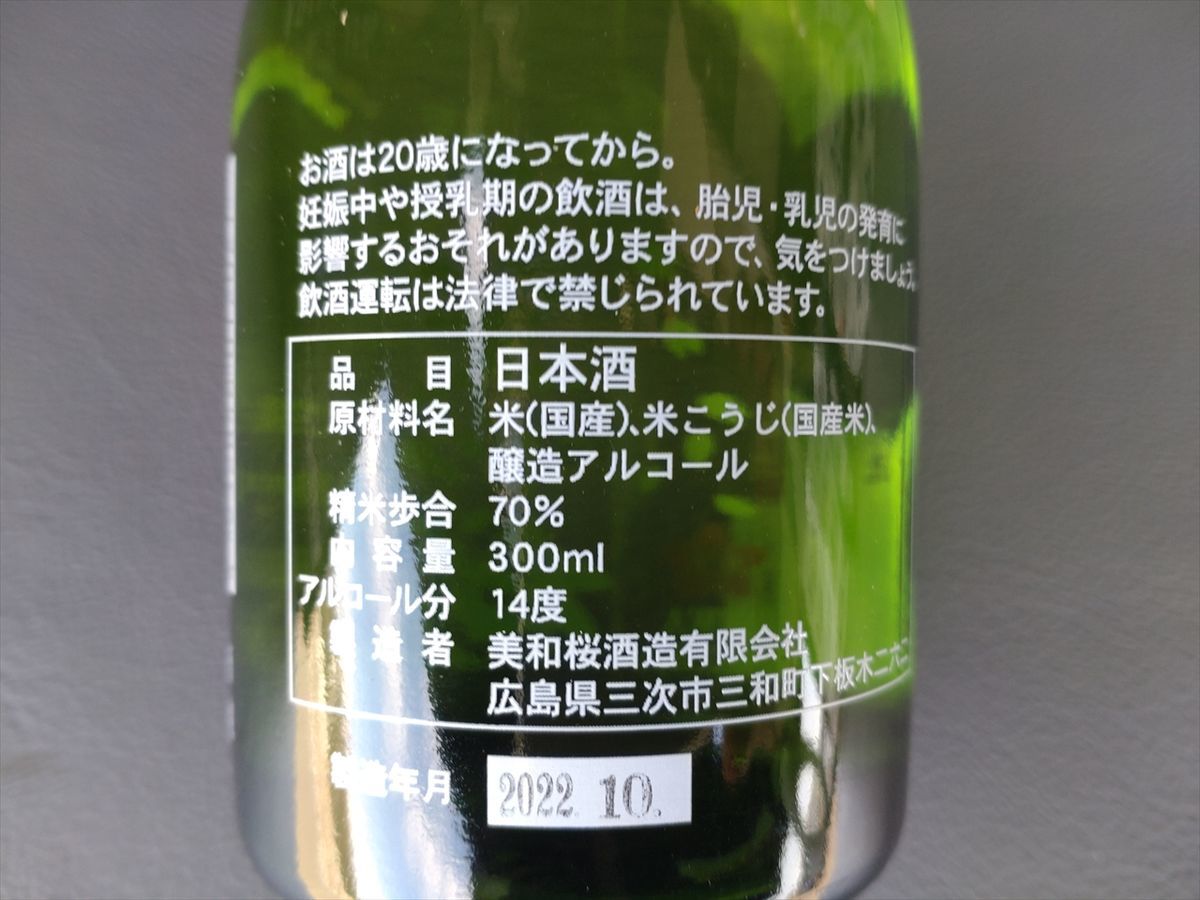 お酒は20歳になってから。
妊娠中や授乳期の飲酒は、胎児・乳児の発育に
影響するおそれがありますので、気をつけましょう。
飲酒運転は法律で禁じられています。
品目 日本酒
原材料名 米(国産)、米こうじ(国産米)、
醸造アルコール
精米歩合 70%
内容量 300ml
アルコール分 14度
製造者 美和桜酒造有限会社
広島県三次市三和町下板木二六二
製造年月 2022.10.